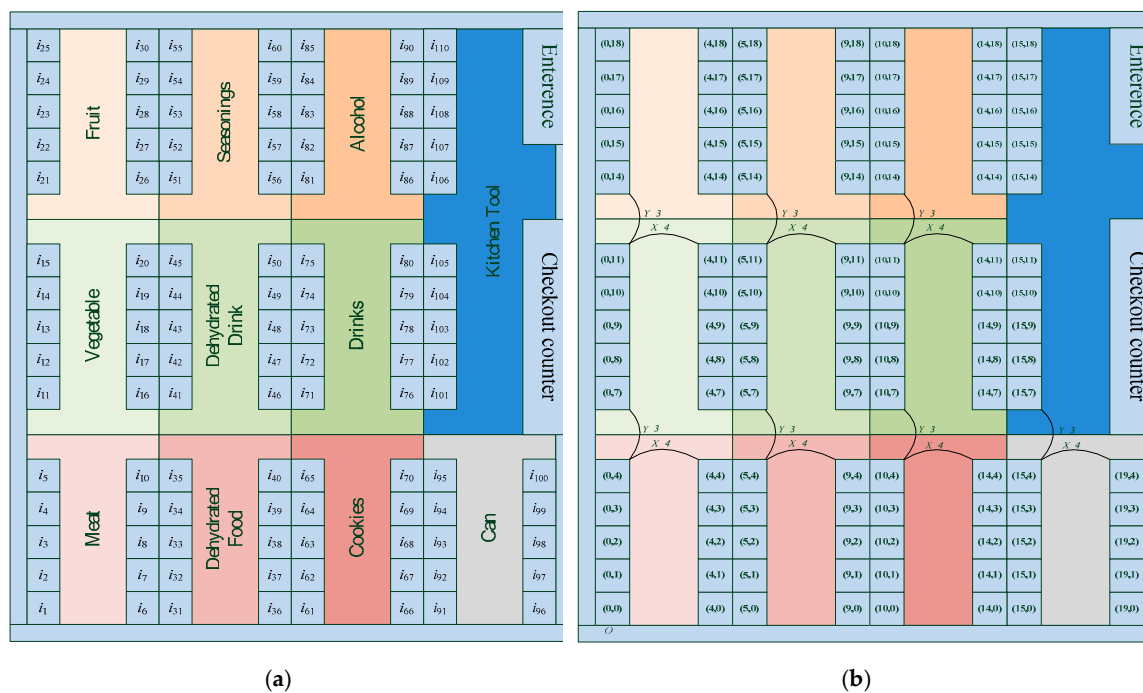 i25 i30 i55 i60 i85 i90 i110
i24 i29 i54 i59 i84 i89 i109
i23 i28 i53 i58 i83 i88 i108
i22 i27 i52 i57 i82 i87 i107
i21 i26 i51 i56 i81 i86 i106
Fruit
Seasonings
Alcohol
Kitchen Tool
Enterence
i15 i20 i45 i50 i75 i80 i105
i14 i19 i44 i49 i74 i79 i104
i13 i18 i43 i48 i73 i78 i103
i12 i17 i42 i47 i72 i77 i102
i11 i16 i41 i46 i71 i76 i101
Vegetable
Dehydrated
Drink
Drinks
Checkout counter
i5 i10 i35 i40 i65 i70 i95 i100
i4 i9 i34 i39 i64 i69 i94 i99
i3 i8 i33 i38 i63 i68 i93 i98
i2 i7 i32 i37 i62 i67 i92 i97
i1 i6 i31 i36 i61 i66 i91 i96
Meat
Dehydrated
Food
Cookies
Can
(a)
(0,18) (4,18) (5,18) (9,18) (10,18) (14,18) (15,18)
(0,17) (4,17) (5,17) (9,17) (10,17) (14,17) (15,17)
(0,16) (4,16) (5,16) (9,16) (10,16) (14,16) (15,16)
(0,15) (4,15) (5,15) (9,15) (10,15) (14,15) (15,15)
(0,14) (4,14) (5,14) (9,14) (10,14) (14,14) (15,14)
Enterence
Y 3 Y 3 Y 3
X 4 X 4 X 4
(0,11) (4,11) (5,11) (9,11) (10,11) (14,11) (15,11)
(0,10) (4,10) (5,10) (9,10) (10,10) (14,10) (15,10)
(0,9) (4,9) (5,9) (9,9) (10,9) (14,9) (15,9)
(0,8) (4,8) (5,8) (9,8) (10,8) (14,8) (15,8)
(0,7) (4,7) (5,7) (9,7) (10,7) (14,7) (15,7)
Checkout counter
Y 3 Y 3 Y 3 Y 3
X 4 X 4 X 4 X 4
(0,4) (4,4) (5,4) (9,4) (10,4) (14,4) (15,4) (19,4)
(0,3) (4,3) (5,3) (9,3) (10,3) (14,3) (15,3) (19,3)
(0,2) (4,2) (5,2) (9,2) (10,2) (14,2) (15,2) (19,2)
(0,1) (4,1) (5,1) (9,1) (10,1) (14,1) (15,1) (19,1)
(0,0) (4,0) (5,0) (9,0) (10,0) (14,0) (15,0) (19,0)
O
(b)